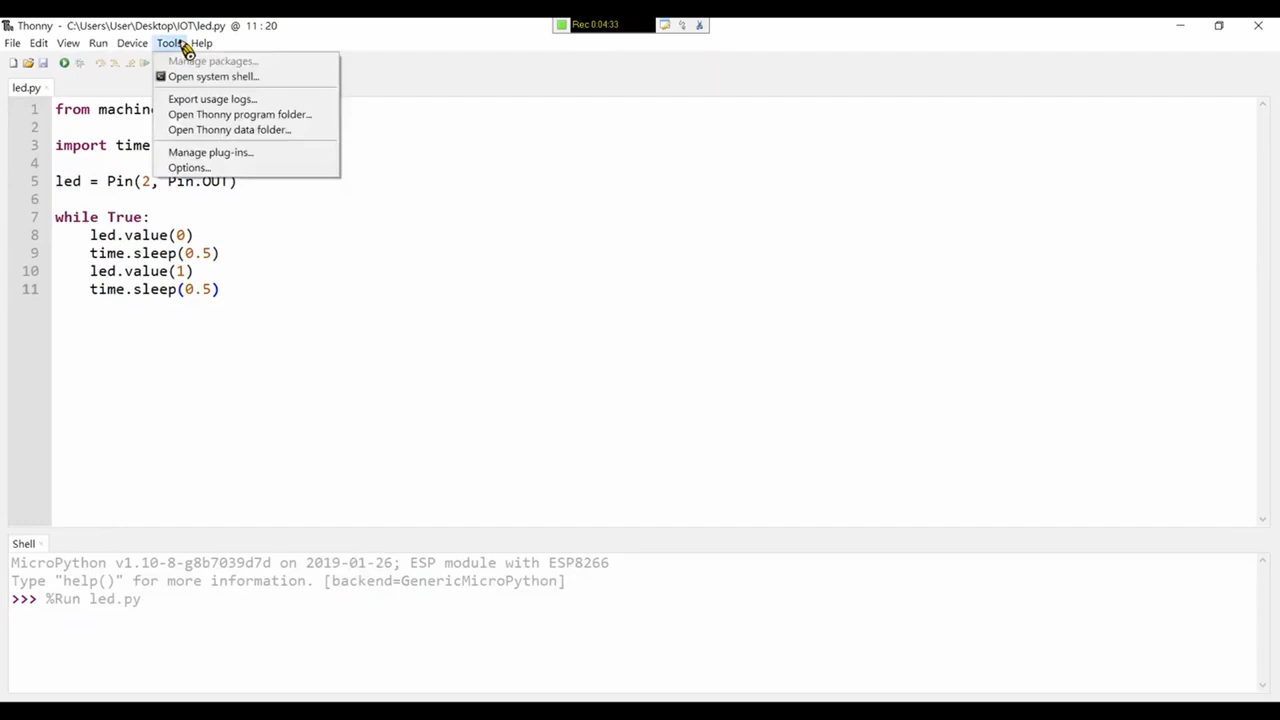 Thonny - C:\Users\User\Desktop\IOT\led.py @ 11 : 20
Rec 0:04:33
File Edit View Run Device Tools Help
Manage packages...
Open system shell...
Export usage logs...
Open Thonny program folder...
Open Thonny data folder...
Manage plug-ins...
Options...
led.py
1 from machin
2
3 import time
4
5 led = Pin(2, Pin.OUT)
6
7 while True:
8 led.value(0)
9 time.sleep(0.5)
10 led.value(1)
11 time.sleep(0.5)
Shell
MicroPython v1.10-8-g8b7039d7d on 2019-01-26; ESP module with ESP8266
Type "help()" for more information. [backend=GenericMicroPython]
>>> %Run led.py